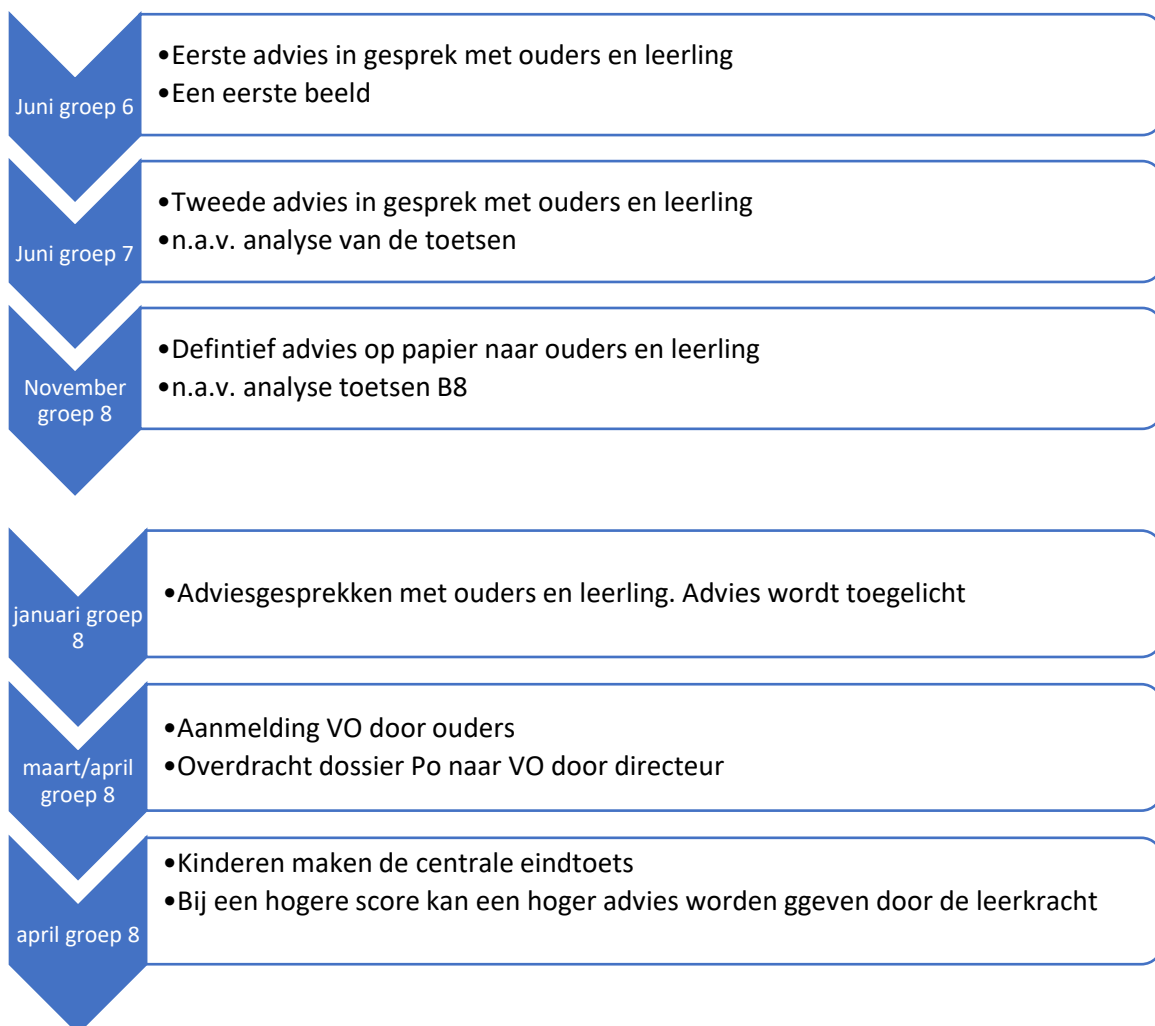 Juni groep 6
•Eerste advies in gesprek met ouders en leerling
•Een eerste beeld
Juni groep 7
•Tweede advies in gesprek met ouders en leerling
•n.a.v. analyse van de toetsen
November
groep 8
•Defintief advies op papier naar ouders en leerling
•n.a.v. analyse toetsen B8
januari groep
8
•Adviesgesprekken met ouders en leerling. Advies wordt toegelicht
maart/april
groep 8
•Aanmelding VO door ouders
•Overdracht dossier Po naar VO door directeur
april groep 8
•Kinderen maken de centrale eindtoets
•Bij een hogere score kan een hoger advies worden ggeven door de leerkracht